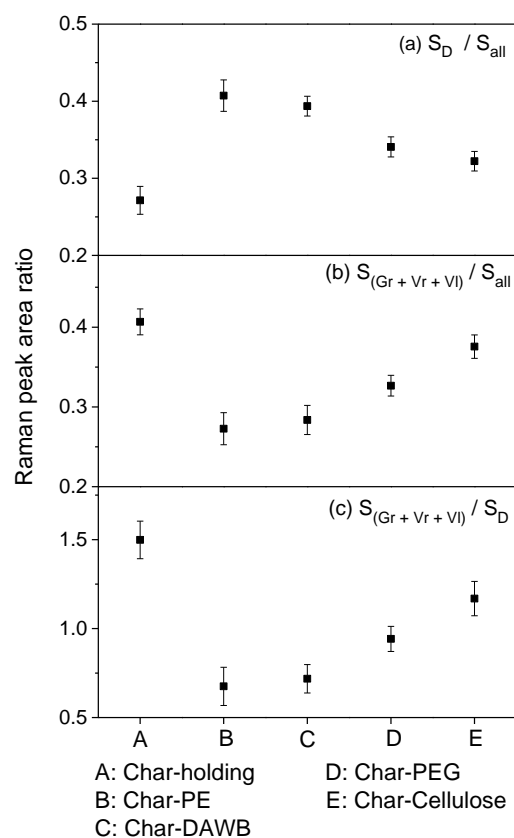 Raman peak area ratio
0.5
(a) S_D / S_all
0.4
0.3
0.2
(b) S_(Gr + Vr + Vl) / S_all
0.4
0.3
0.2
(c) S_(Gr + Vr + Vl) / S_D
1.5
1.0
0.5
A B C D E
A: Char-holding D: Char-PEG
B: Char-PE E: Char-Cellulose
C: Char-DAWB